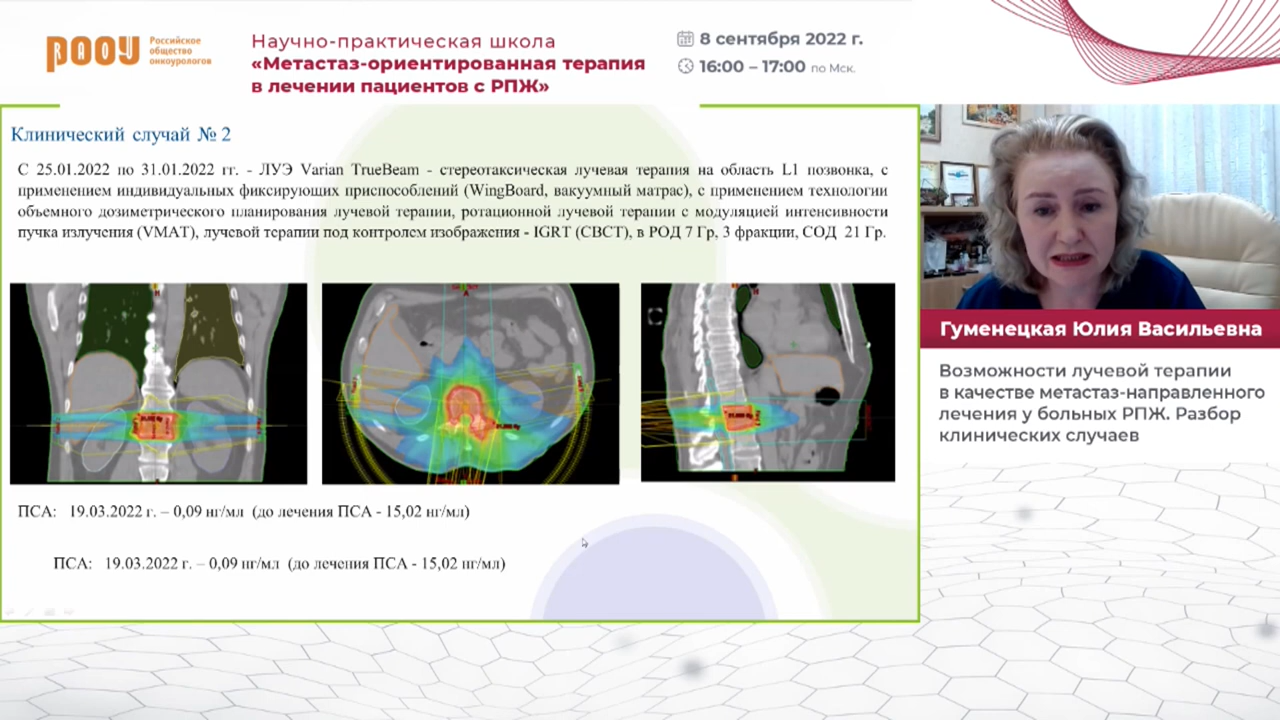 РАОУ
Российское
общество
онкоурологов
Научно-практическая школа
«Метастаз-ориентированная терапия
в лечении пациентов с РПЖ»
8 сентября 2022 г.
16:00 – 17:00 по Мск.
Клинический случай № 2
С 25.01.2022 по 31.01.2022 гг. - ЛУЭ Varian TrueBeam - стереотаксическая лучевая терапия на область L1 позвонка, с
применением индивидуальных фиксирующих приспособлений (WingBoard, вакуумный матрас), с применением технологии
объемного дозиметрического планирования лучевой терапии, ротационной лучевой терапии с модуляцией интенсивности
пучка излучения (VMAT), лучевой терапии под контролем изображения - IGRT (CBCT), в РОД 7 Гр, 3 фракции, СОД 21 Гр.
ПСА: 19.03.2022 г. – 0,09 нг/мл (до лечения ПСА - 15,02 нг/мл)
ПСА: 19.03.2022 г. – 0,09 нг/мл (до лечения ПСА - 15,02 нг/мл)
Гуменецкая Юлия Васильевна
Возможности лучевой терапии
в качестве метастаз-направленного
лечения у больных РПЖ. Разбор
клинических случаев